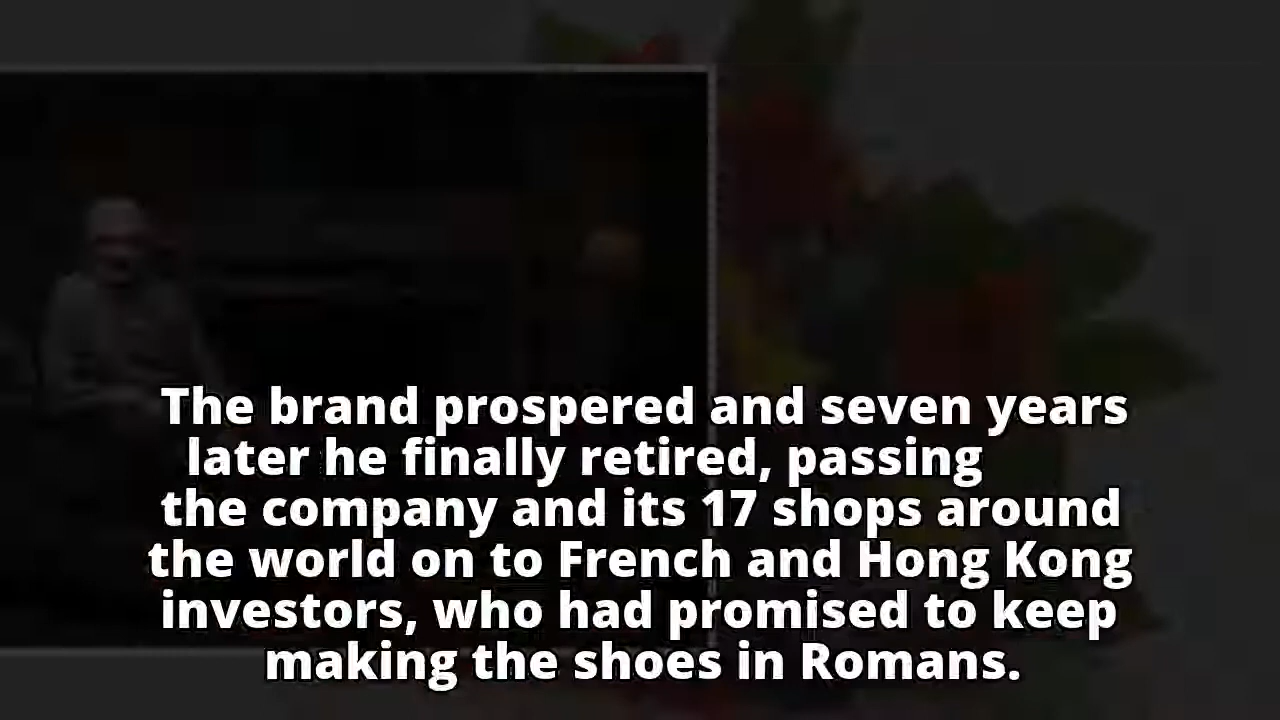 The brand prospered and seven years
later he finally retired, passing
the company and its 17 shops around
the world on to French and Hong Kong
investors, who had promised to keep
making the shoes in Romans.